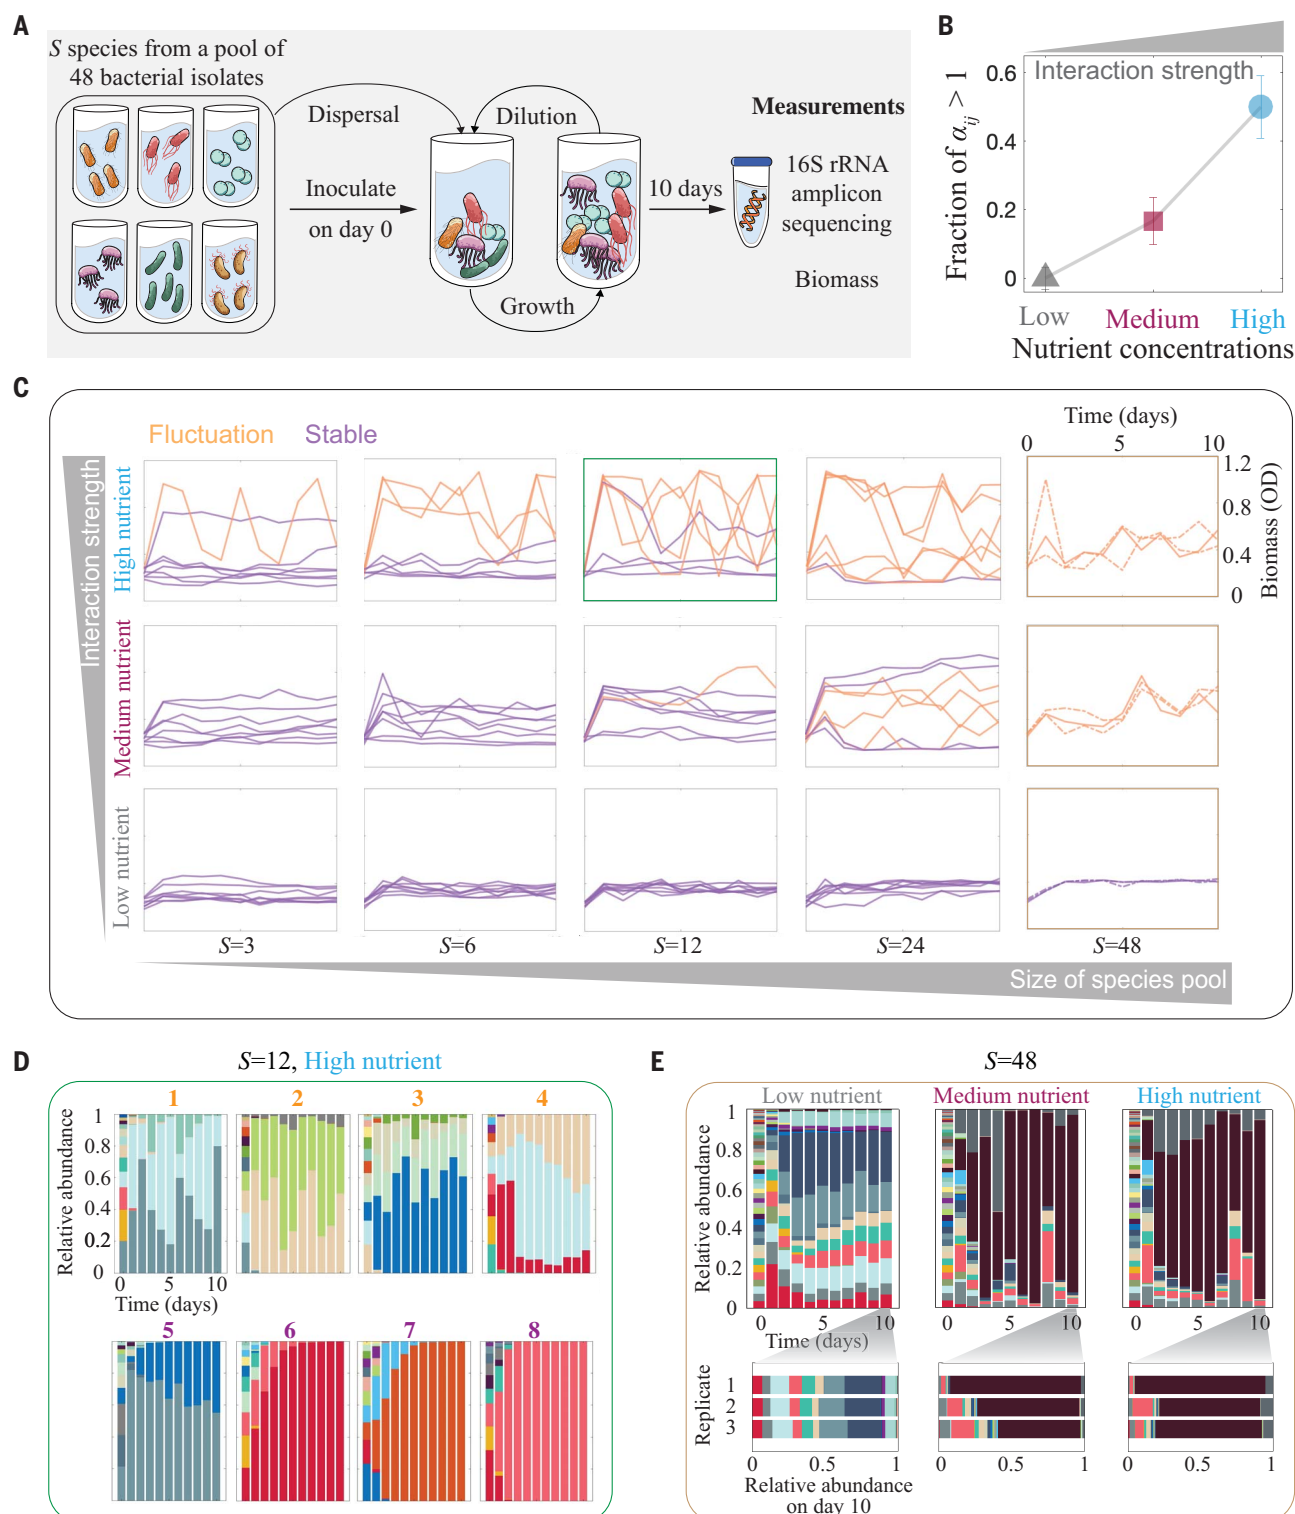 A
S species from a pool of
48 bacterial isolates
Dispersal
Inoculate
on day 0
Dilution
Growth
10 days
Measurements
16S rRNA
amplicon
sequencing
Biomass
B
Interaction strength
Fraction of αij > 1
0.6
0.4
0.2
0
Low
Medium
High
Nutrient concentrations
C
Fluctuation
Stable
Time (days)
0
5
10
Interaction strength
High nutrient
Medium nutrient
Low nutrient
1.2
0.8
0.4
0
Biomass (OD)
S=3
S=6
S=12
S=24
S=48
Size of species pool
D
S=12, High nutrient
1
2
3
4
Relative abundance
1
0.8
0.6
0.4
0.2
0
0
5
10
Time (days)
5
6
7
8
E
S=48
Low nutrient
Medium nutrient
High nutrient
Relative abundance
1
0.8
0.6
0.4
0.2
0
0
5
10
Time (days)
0
5
10
0
5
10
Replicate
1
2
3
0
0.5
1
Relative abundance
on day 10
0
0.5
1
0
0.5
1